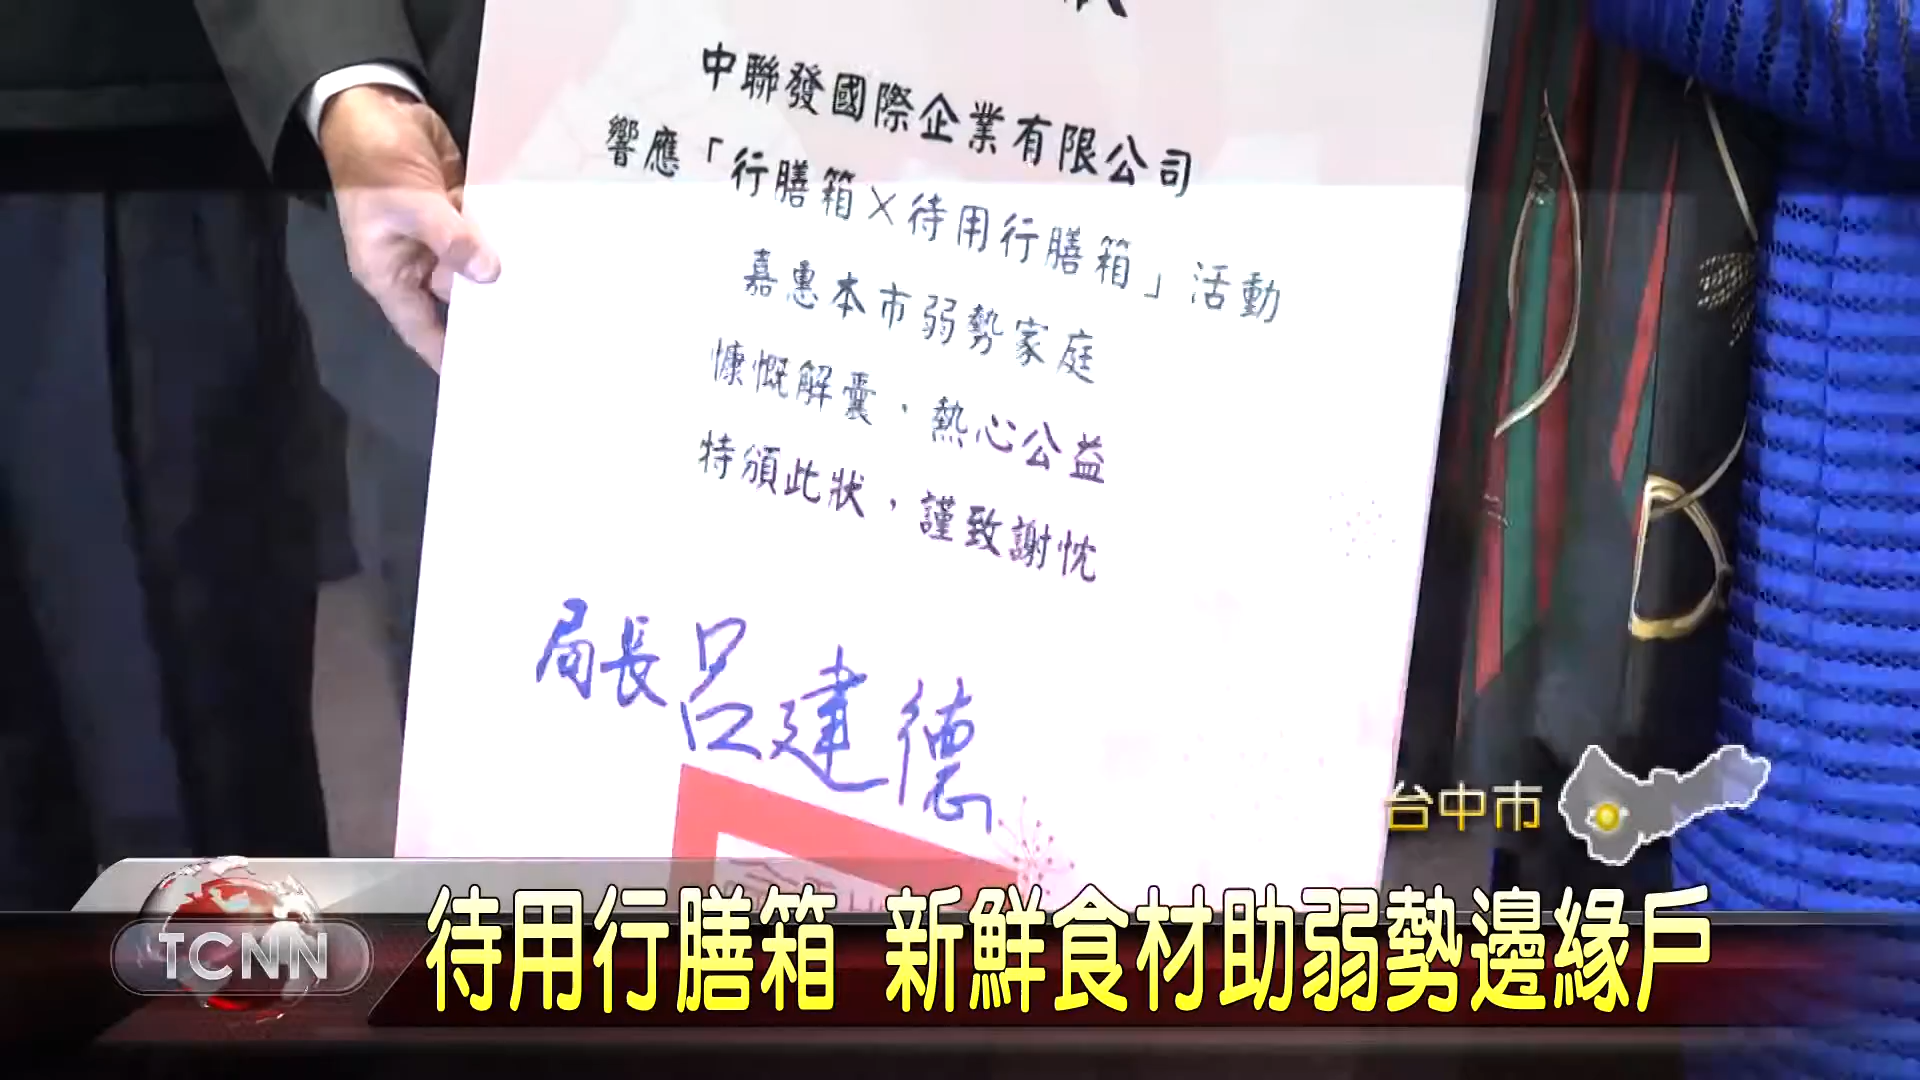 中聯發國際企業有限公司
響應「行膳箱×待用行膳箱」活動
嘉惠本市弱勢家庭
慷慨解囊、熱心公益
特頒此狀，謹致謝忱
局長呂建德
台中市
TCNN
待用行膳箱 新鮮食材助弱勢邊緣戶